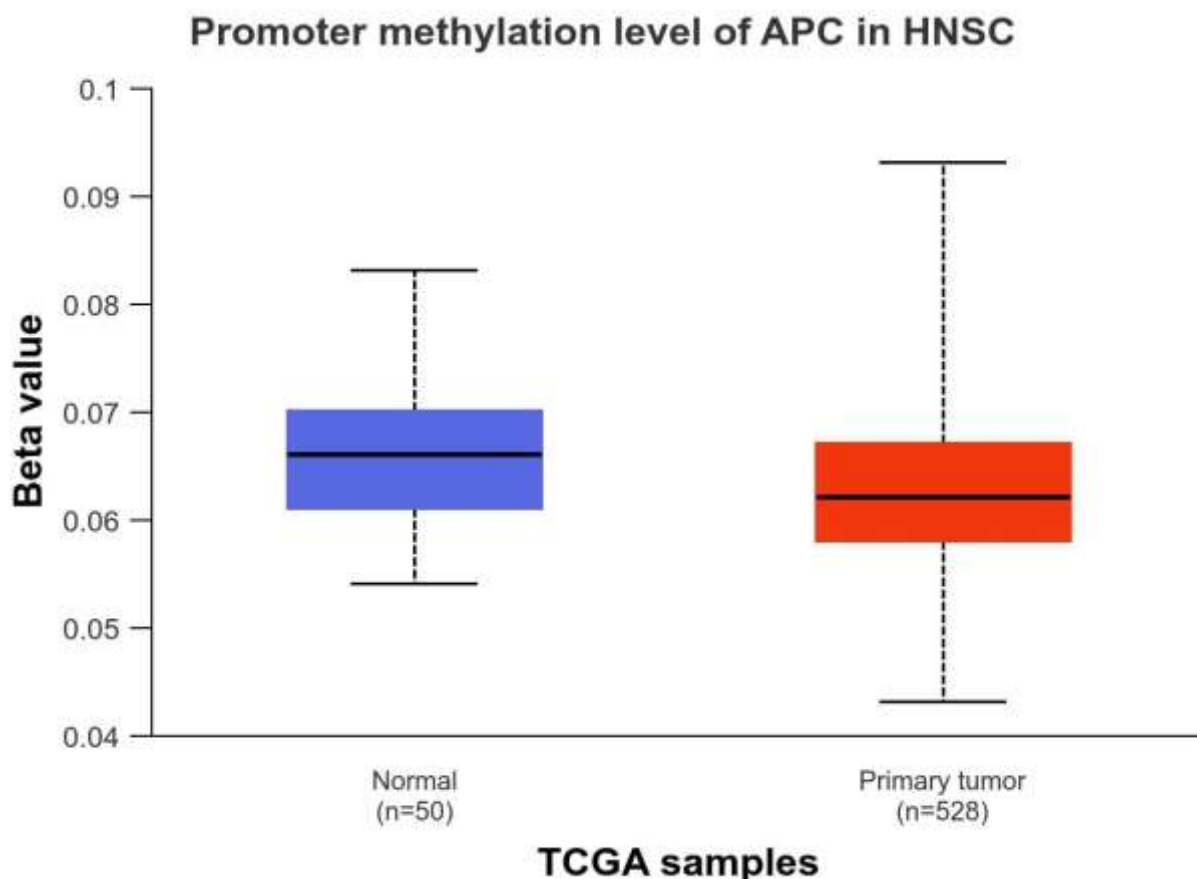 Promoter methylation level of APC in HNSC
0.1
0.09
0.08
0.07
0.06
0.05
0.04
Beta value
Normal
(n=50)
Primary tumor
(n=528)
TCGA samples